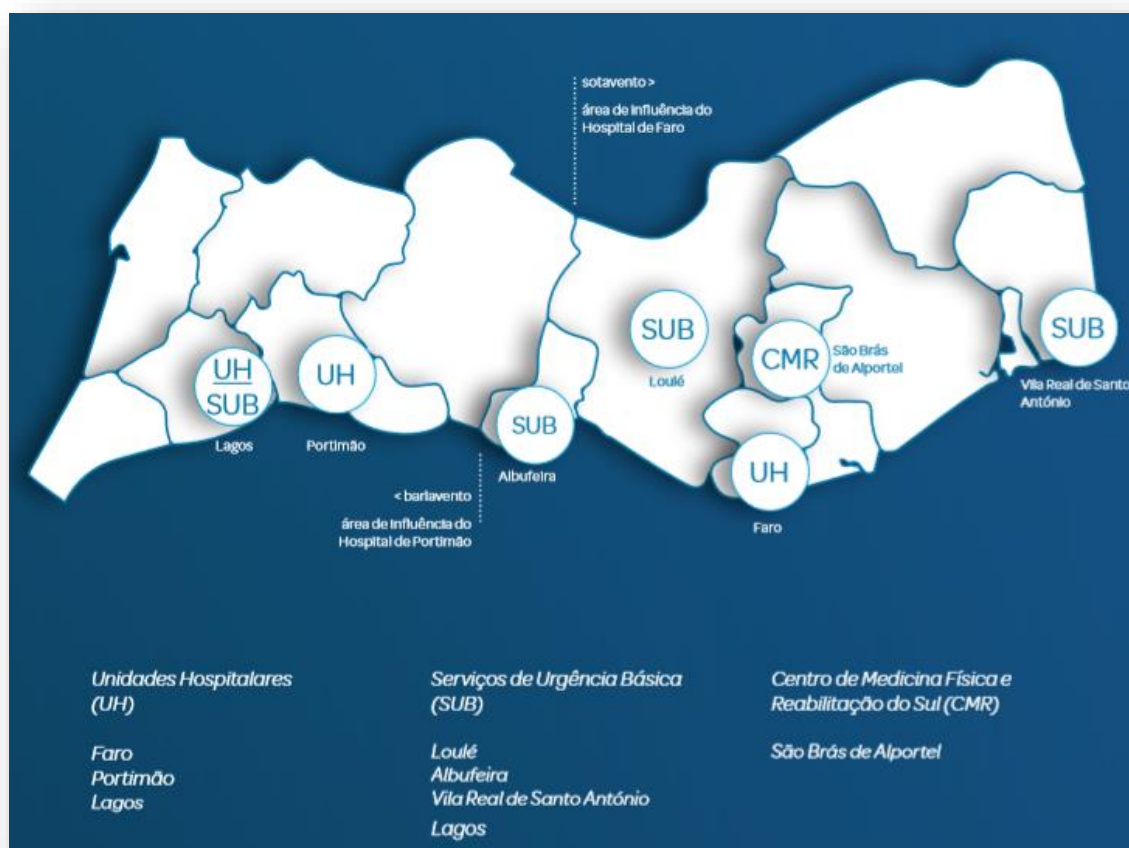 sotavento >
área de Influência do
Hospital de Faro
SUB
Loulé
CMR
São Brás
de Alportel
SUB
Vila Real de Santo
António
UH
SUB
Lagos
UH
Portimão
SUB
Albufeira
UH
Faro
< barlavento
área de Influência do
Hospital de Portimão
Unidades Hospitalares
(UH)
Faro
Portimão
Lagos
Serviços de Urgência Básica
(SUB)
Loulé
Albufeira
Vila Real de Santo António
Lagos
Centro de Medicina Física e
Reabilitação do Sul (CMR)
São Brás de Alportel